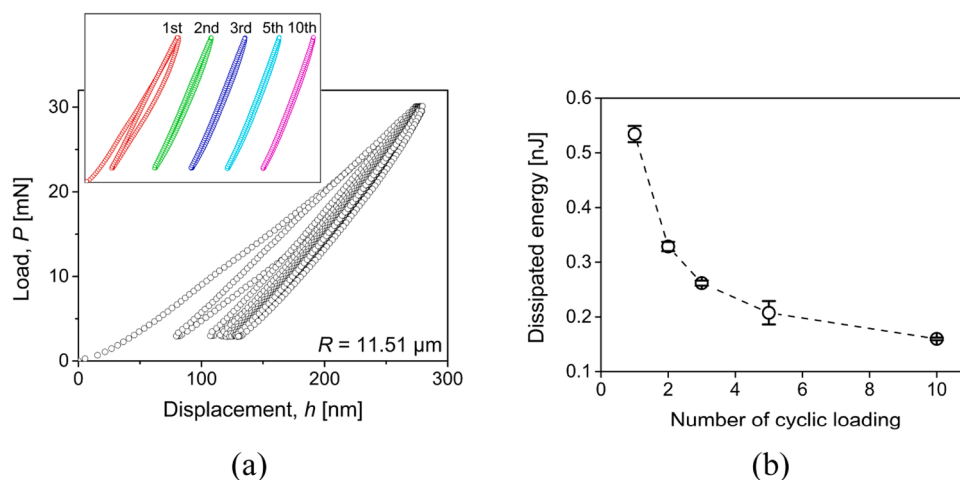 1st 2nd 3rd 5th 10th
Load, P [mN]
30
20
10
0
R = 11.51 μm
0 100 200 300
Displacement, h [nm]
(a)
Dissipated energy [nJ]
0.6
0.5
0.4
0.3
0.2
0.1
0 2 4 6 8 10
Number of cyclic loading
(b)